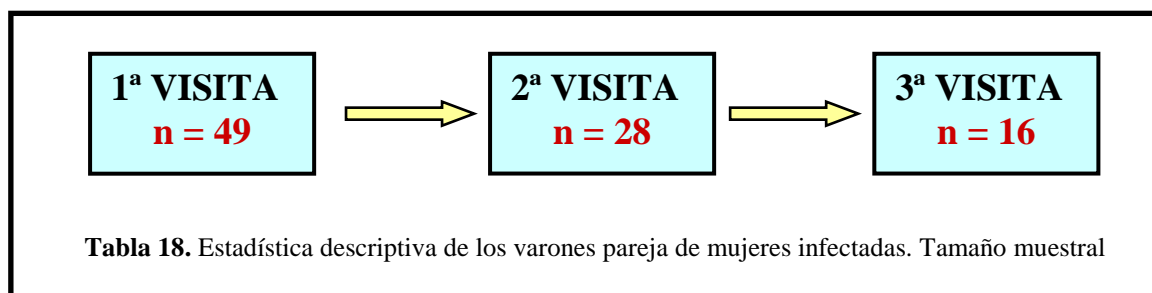 1ª VISITA
n = 49
2ª VISITA
n = 28
3ª VISITA
n = 16
Tabla 18. Estadística descriptiva de los varones pareja de mujeres infectadas. Tamaño muestral